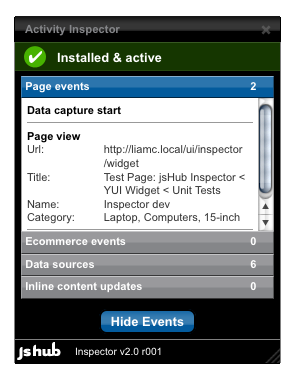 Activity Inspector
Installed & active
Page events 2
Data capture start
Page view
Url: http://liamc.local/ui/inspector
/widget
Title: Test Page: jsHub Inspector <
YUI Widget < Unit Tests
Name: Inspector dev
Category: Laptop, Computers, 15-inch
Ecommerce events 0
Data sources 6
Inline content updates 0
Hide Events
jshub Inspector v2.0 r001